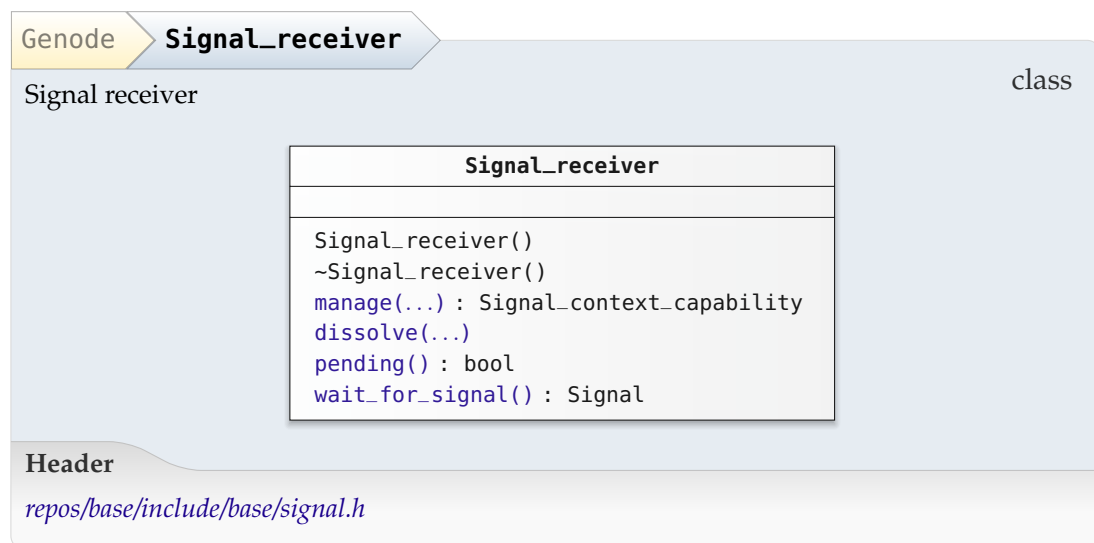 Genode Signal_receiver
class
Signal receiver
Signal_receiver
Signal_receiver()
~Signal_receiver()
manage(...) : Signal_context_capability
dissolve(...)
pending() : bool
wait_for_signal() : Signal
Header
repos/base/include/base/signal.h